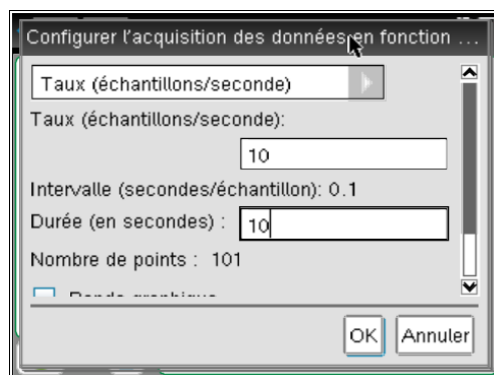 Configurer l'acquisition des données en fonction ...
Taux (échantillons/seconde)
Taux (échantillons/seconde):
10
Intervalle (secondes/échantillon): 0.1
Durée (en secondes) : 10
Nombre de points : 101
OK Annuler